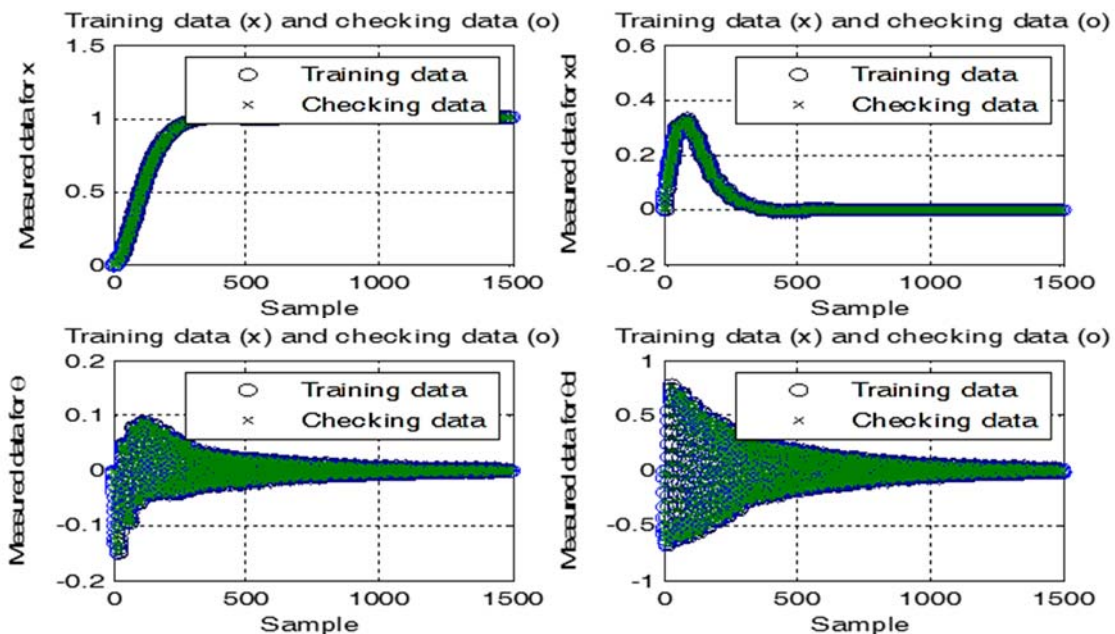 Training data (x) and checking data (o)
Measured data for x
1.5
1
0.5
0
Training data
Checking data
0
500
1000
1500
Sample
Training data (x) and checking data (o)
Measured data for xd
0.6
0.4
0.2
0
-0.2
Training data
Checking data
0
500
1000
1500
Sample
Training data (x) and checking data (o)
Measured data for θ
0.2
0.1
0
-0.1
-0.2
Training data
Checking data
0
500
1000
1500
Sample
Training data (x) and checking data (o)
Measured data for θd
1
0.5
0
-0.5
-1
Training data
Checking data
0
500
1000
1500
Sample